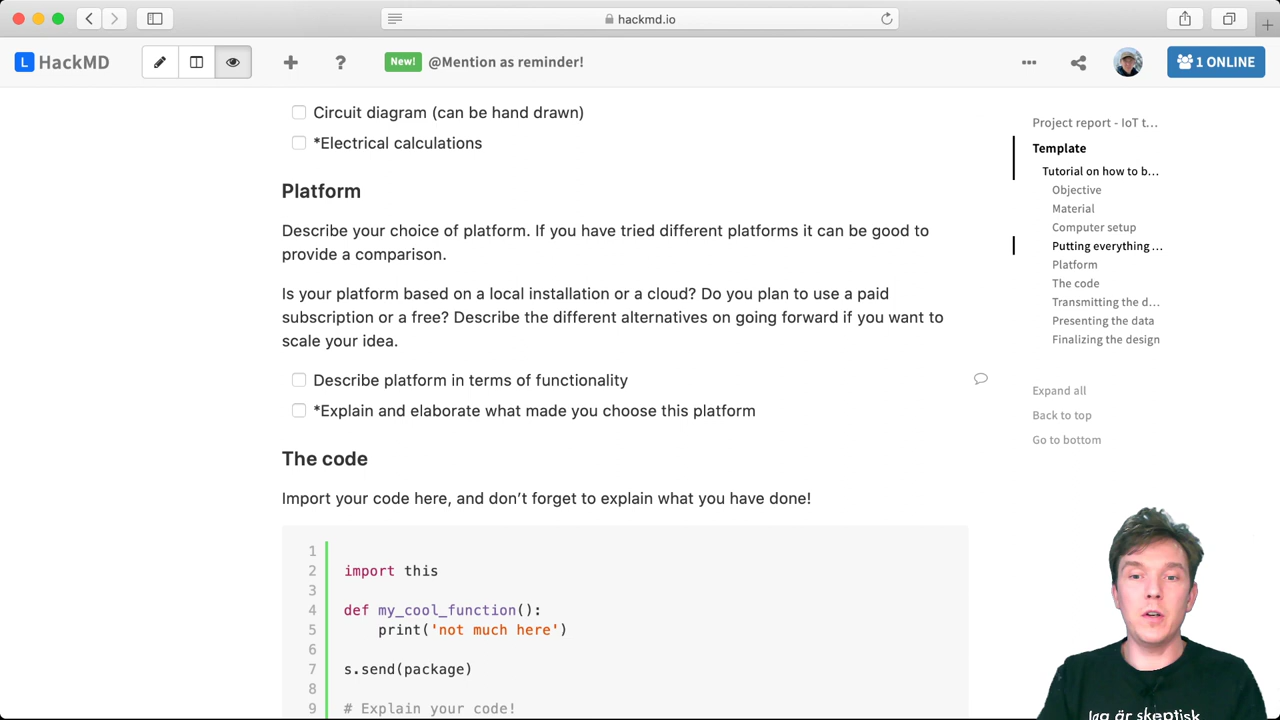 hackmd.io
L HackMD
New! @Mention as reminder!
1 ONLINE
Circuit diagram (can be hand drawn)
*Electrical calculations
Platform
Describe your choice of platform. If you have tried different platforms it can be good to
provide a comparison.
Is your platform based on a local installation or a cloud? Do you plan to use a paid
subscription or a free? Describe the different alternatives on going forward if you want to
scale your idea.
Describe platform in terms of functionality
*Explain and elaborate what made you choose this platform
The code
Import your code here, and don’t forget to explain what you have done!
1
2 import this
3
4 def my_cool_function():
5 print('not much here')
6
7 s.send(package)
8
9 # Explain your code!
Project report - IoT t…
Template
Tutorial on how to b…
Objective
Material
Computer setup
Putting everything …
Platform
The code
Transmitting the d…
Presenting the data
Finalizing the design
Expand all
Back to top
Go to bottom
Jag är skeptisk